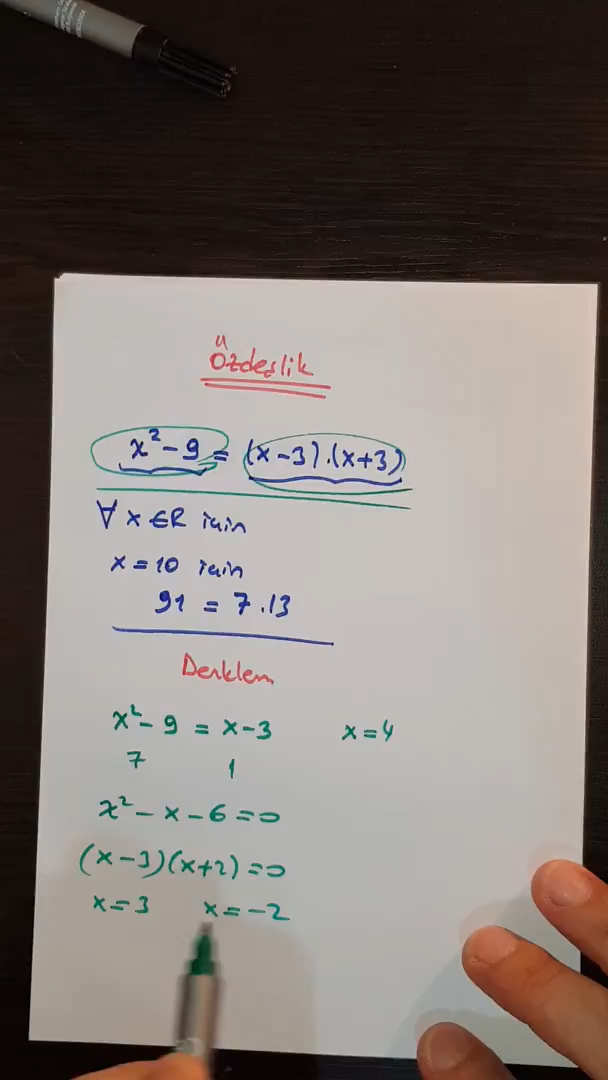 Özdeşlik
x² - 9 = (x - 3).(x + 3)
∀ x ∈ R için
x = 10 için
91 = 7.13
Denklem
x² - 9 = x - 3 x = 4
7 1
x² - x - 6 = 0
(x - 3)(x + 2) = 0
x = 3 x = -2